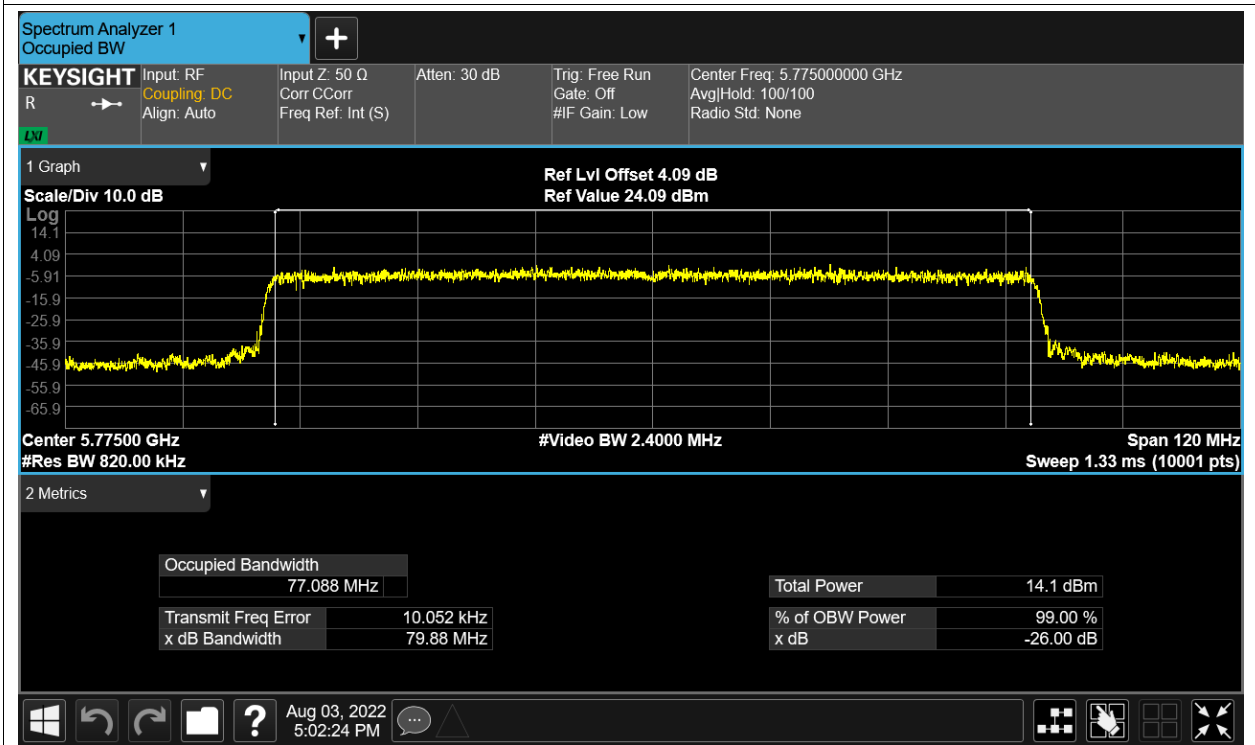 Spectrum Analyzer 1
Occupied BW
KEYSIGHT
R
LXI
Input: RF
Coupling: DC
Align: Auto
Input Z: 50 Ω
Corr CCorr
Freq Ref: Int (S)
Atten: 30 dB
Trig: Free Run
Gate: Off
#IF Gain: Low
Center Freq: 5.775000000 GHz
Avg|Hold: 100/100
Radio Std: None
1 Graph
Scale/Div 10.0 dB
Ref Lvl Offset 4.09 dB
Ref Value 24.09 dBm
Log
14.1
4.09
-5.91
-15.9
-25.9
-35.9
-45.9
-55.9
-65.9
Center 5.77500 GHz
#Res BW 820.00 kHz
#Video BW 2.4000 MHz
Span 120 MHz
Sweep 1.33 ms (10001 pts)
2 Metrics
Occupied Bandwidth
77.088 MHz
Transmit Freq Error 10.052 kHz
x dB Bandwidth 79.88 MHz
Total Power 14.1 dBm
% of OBW Power 99.00 %
x dB -26.00 dB
?
Aug 03, 2022
5:02:24 PM